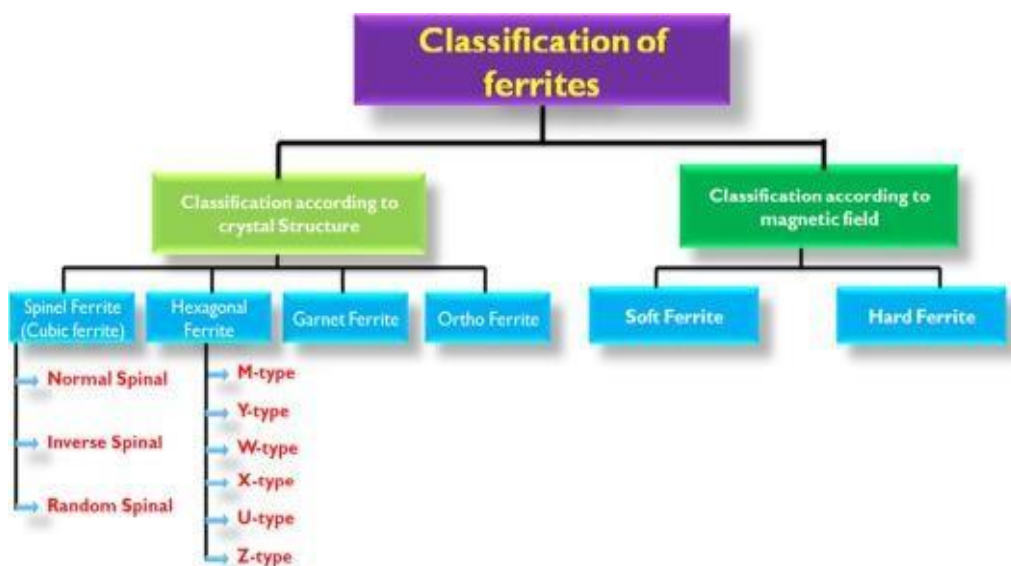 Classification of
ferrites
Classification according to
crystal Structure
Classification according to
magnetic field
Spinel Ferrite
(Cubic ferrite)
Hexagonal
Ferrite
Garnet Ferrite
Ortho Ferrite
Soft Ferrite
Hard Ferrite
Normal Spinal
Inverse Spinal
Random Spinal
M-type
Y-type
W-type
X-type
U-type
Z-type